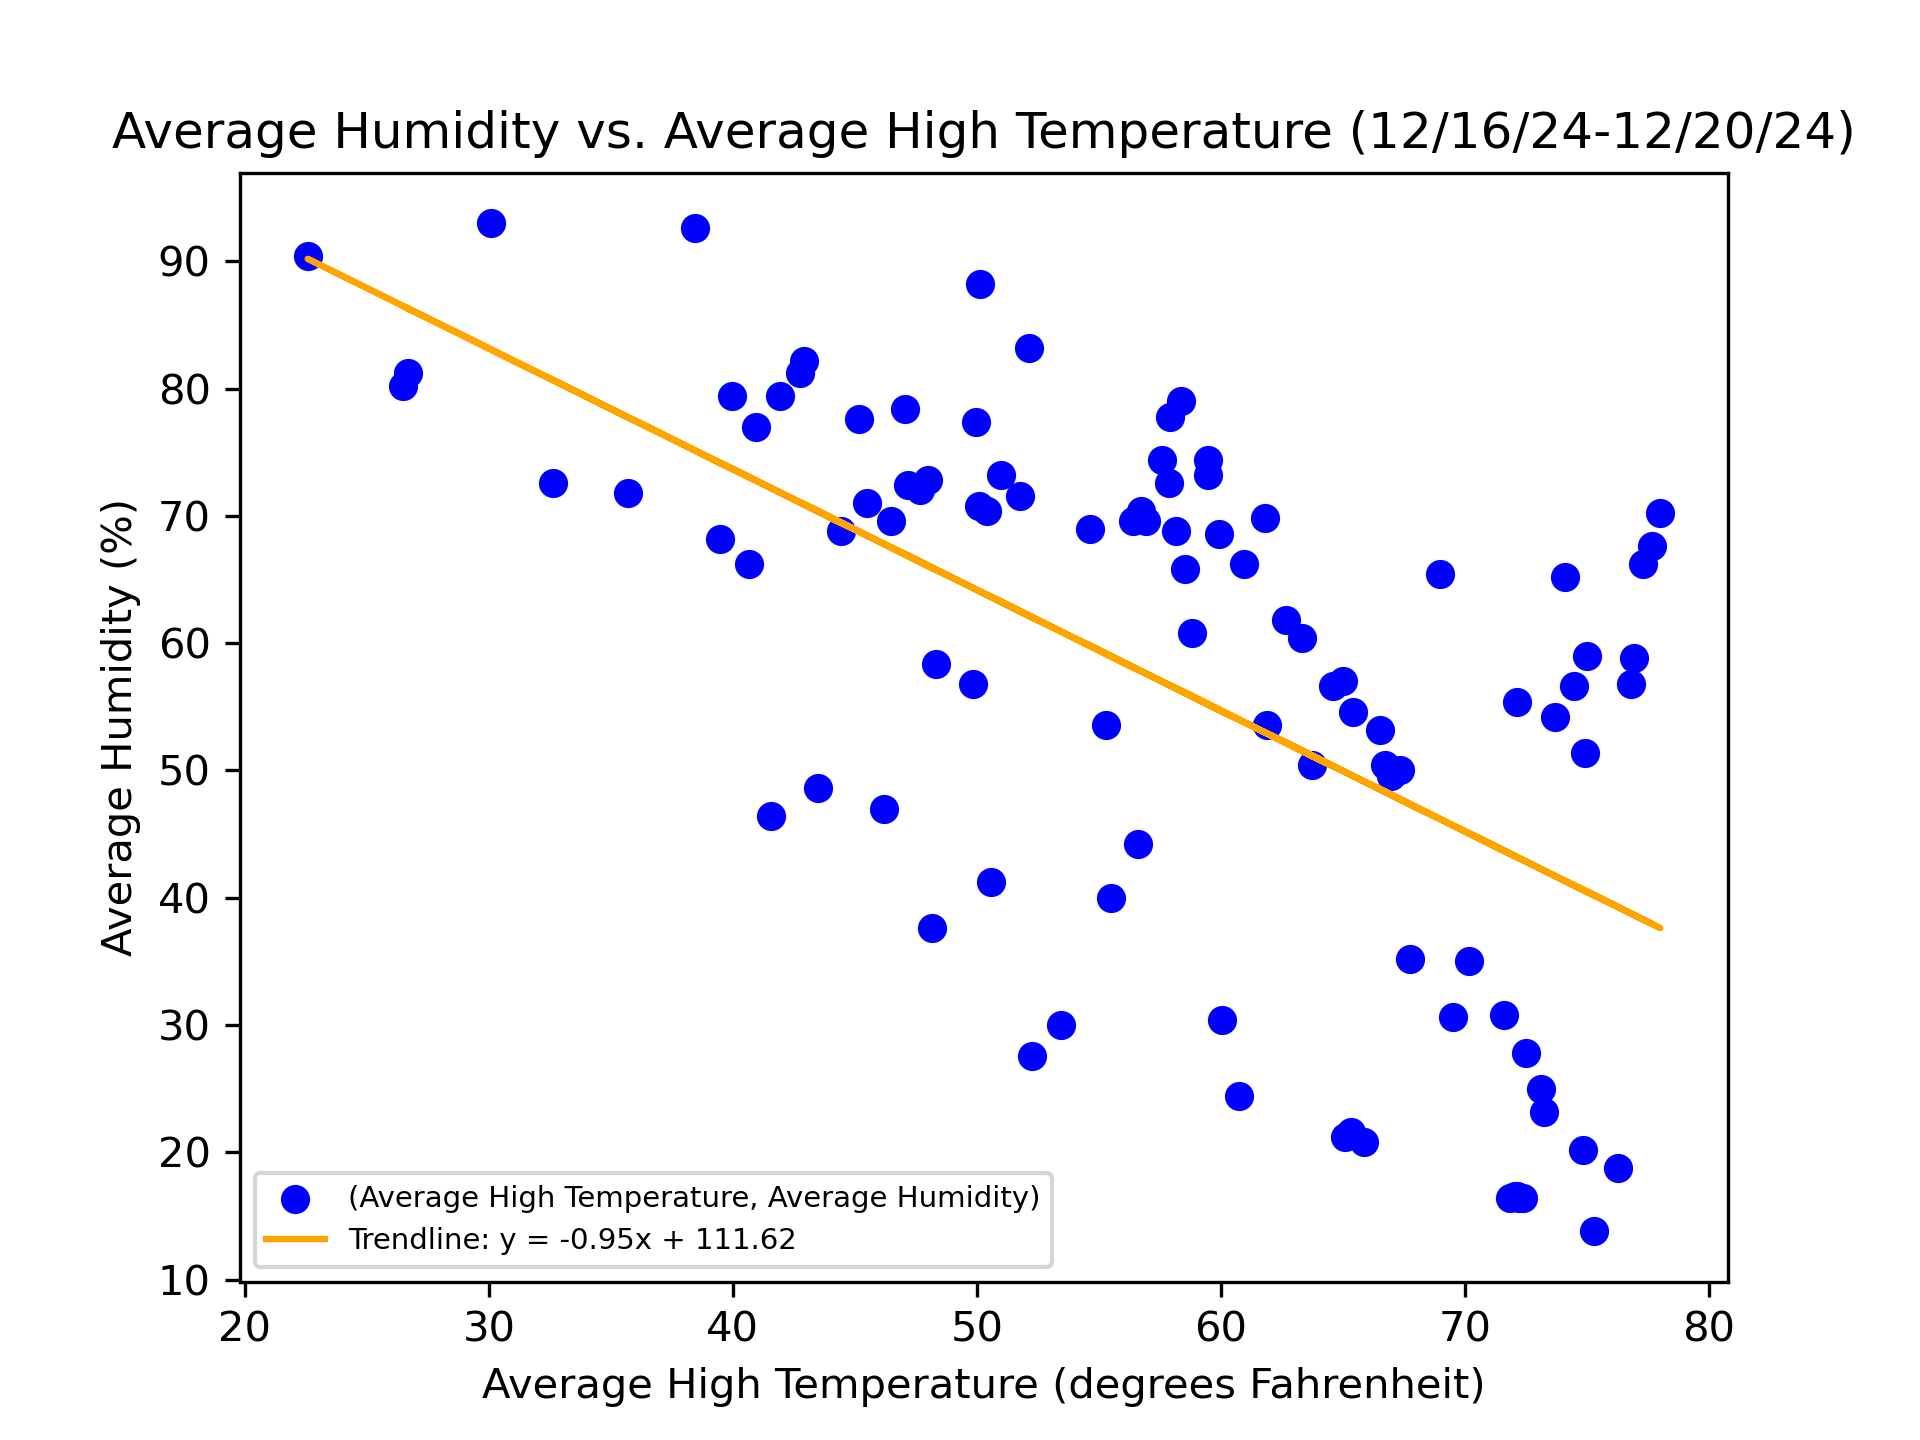 Average Humidity vs. Average High Temperature (12/16/24-12/20/24)
Average Humidity (%)
90
80
70
60
50
40
30
20
10
(Average High Temperature, Average Humidity)
Trendline: y = -0.95x + 111.62
20 30 40 50 60 70 80
Average High Temperature (degrees Fahrenheit)